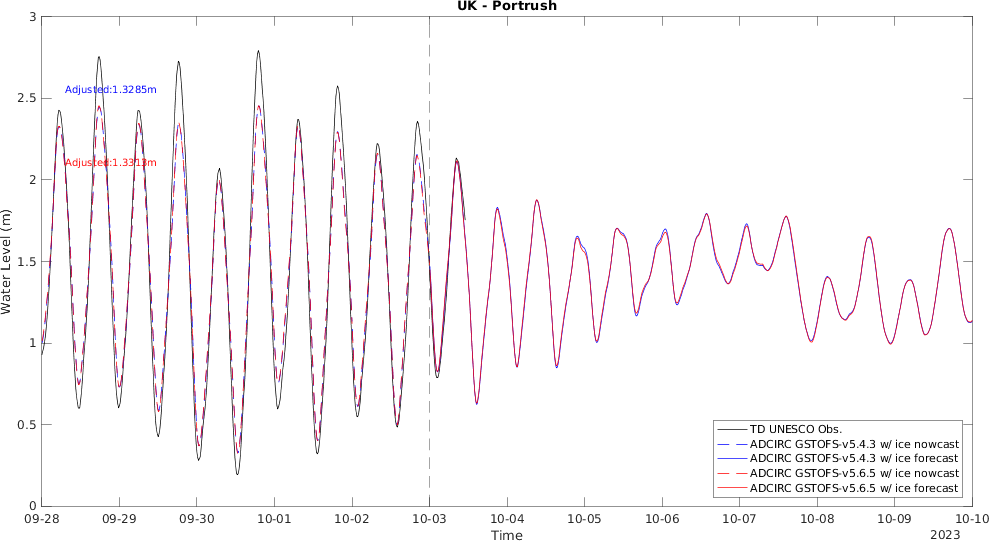 UK - Portrush
3
2.5
2
1.5
1
0.5
0
Water Level (m)
Adjusted:1.3285m
Adjusted:1.3313m
TD UNESCO Obs.
ADCIRC GSTOFS-v5.4.3 w/ ice nowcast
ADCIRC GSTOFS-v5.4.3 w/ ice forecast
ADCIRC GSTOFS-v5.6.5 w/ ice nowcast
ADCIRC GSTOFS-v5.6.5 w/ ice forecast
09-28 09-29 09-30 10-01 10-02 10-03 10-04 10-05 10-06 10-07 10-08 10-09 10-10
Time
2023